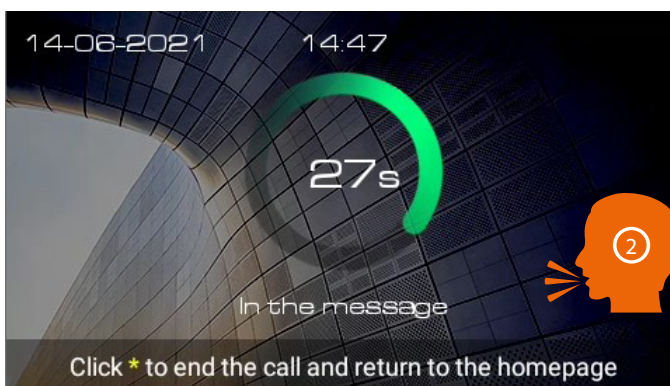 14-06-2021 14:47
27s
2
In the message
Click * to end the call and return to the homepage